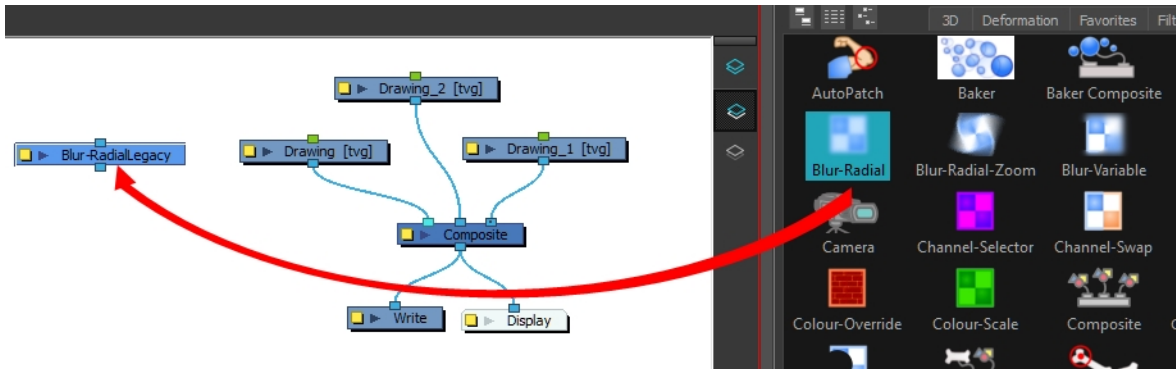 3D Deformation Favorites Filt
Drawing_2 [tvg]
AutoPatch Baker Baker Composite
Blur-RadialLegacy Drawing [tvg] Drawing_1 [tvg]
Blur-Radial Blur-Radial-Zoom Blur-Variable
Composite
Camera Channel-Selector Channel-Swap
Write Display
Colour-Override Colour-Scale Composite